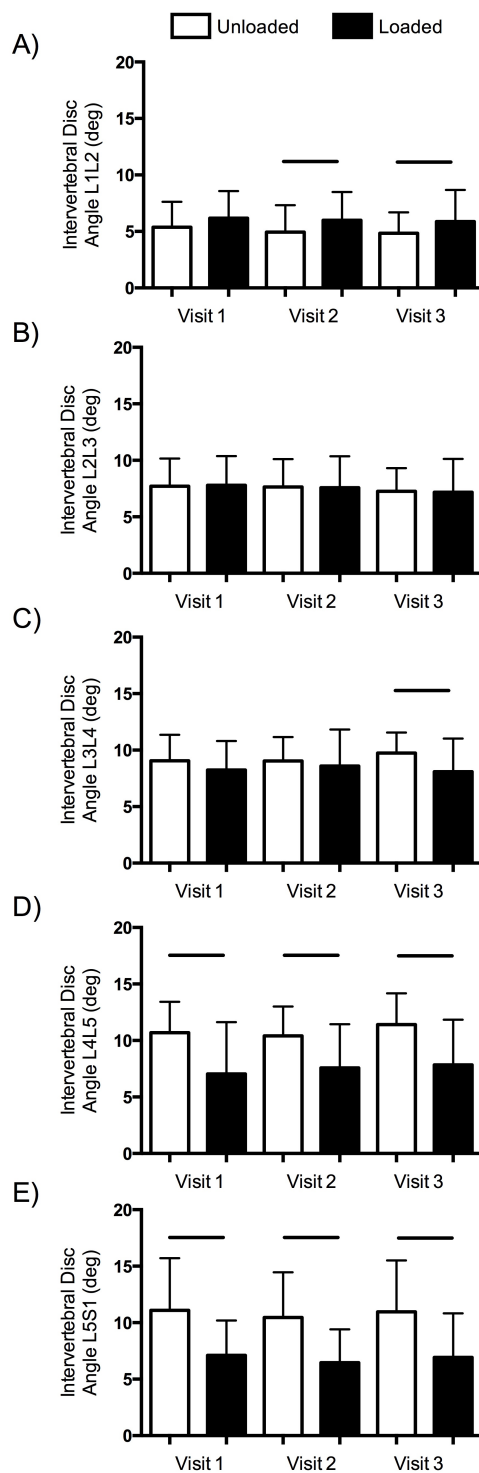 Unloaded Loaded
A)
Intervertebral Disc
Angle L1L2 (deg)
20
15
10
5
0
Visit 1 Visit 2 Visit 3
B)
Intervertebral Disc
Angle L2L3 (deg)
20
15
10
5
0
Visit 1 Visit 2 Visit 3
C)
Intervertebral Disc
Angle L3L4 (deg)
20
15
10
5
0
Visit 1 Visit 2 Visit 3
D)
Intervertebral Disc
Angle L4L5 (deg)
20
15
10
5
0
Visit 1 Visit 2 Visit 3
E)
Intervertebral Disc
Angle L5S1 (deg)
20
15
10
5
0
Visit 1 Visit 2 Visit 3